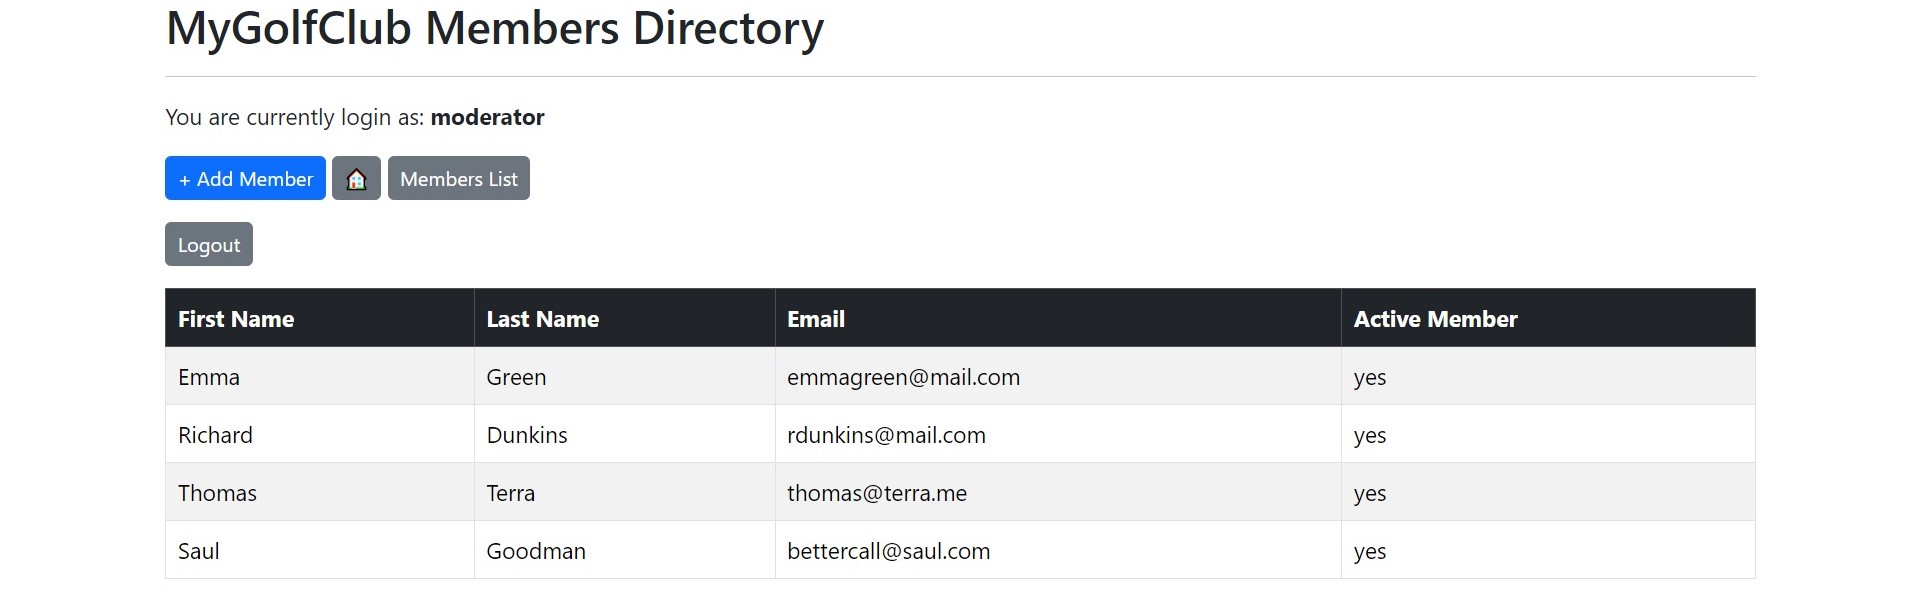 MyGolfClub Members Directory
You are currently login as: moderator
+ Add Member Members List
Logout
First Name Last Name Email Active Member
Emma Green emmagreen@mail.com yes
Richard Dunkins rdunkins@mail.com yes
Thomas Terra thomas@terra.me yes
Saul Goodman bettercall@saul.com yes